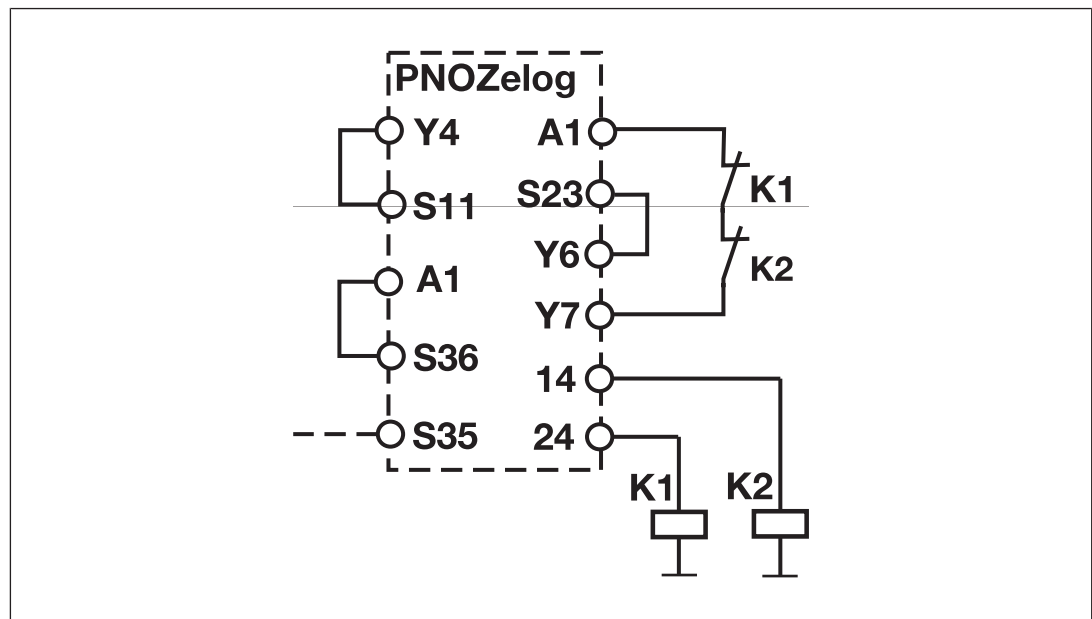 PNOZelog
Y4 A1
S11 S23
K1
Y6
A1 K2
Y7
S36
14
S35 24
K1 K2